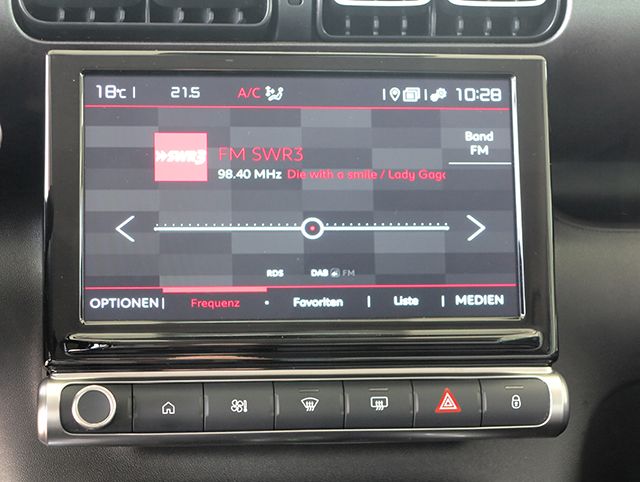 18°C | 21.5 A/C 10:28
»SWR3
FM SWR3
Band
FM
98.40 MHz Die with a smile / Lady Gaga
RDS DAB FM
OPTIONEN | Frequenz Favoriten | Liste | MEDIEN